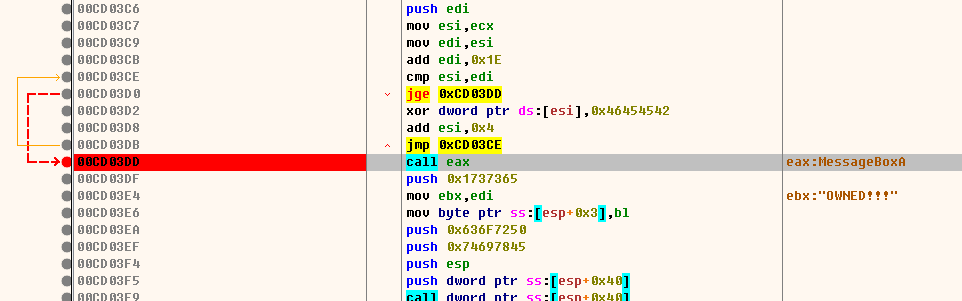 00CD03C6 push edi
00CD03C7 mov esi,ecx
00CD03C9 mov edi,esi
00CD03CB add edi,0x1E
00CD03CE cmp esi,edi
00CD03D0 jge 0xCD03DD
00CD03D2 xor dword ptr ds:[esi],0x46454542
00CD03D8 add esi,0x4
00CD03DB jmp 0xCD03CE
00CD03DD call eax eax:MessageBoxA
00CD03DF push 0x1737365
00CD03E4 mov ebx,edi ebx:"OWNED!!!"
00CD03E6 mov byte ptr ss:[esp+0x3],bl
00CD03EA push 0x636F7250
00CD03EF push 0x74697845
00CD03F4 push esp
00CD03F5 push dword ptr ss:[esp+0x40]
00CD03F9 call dword ptr ss:[esp+0x40]